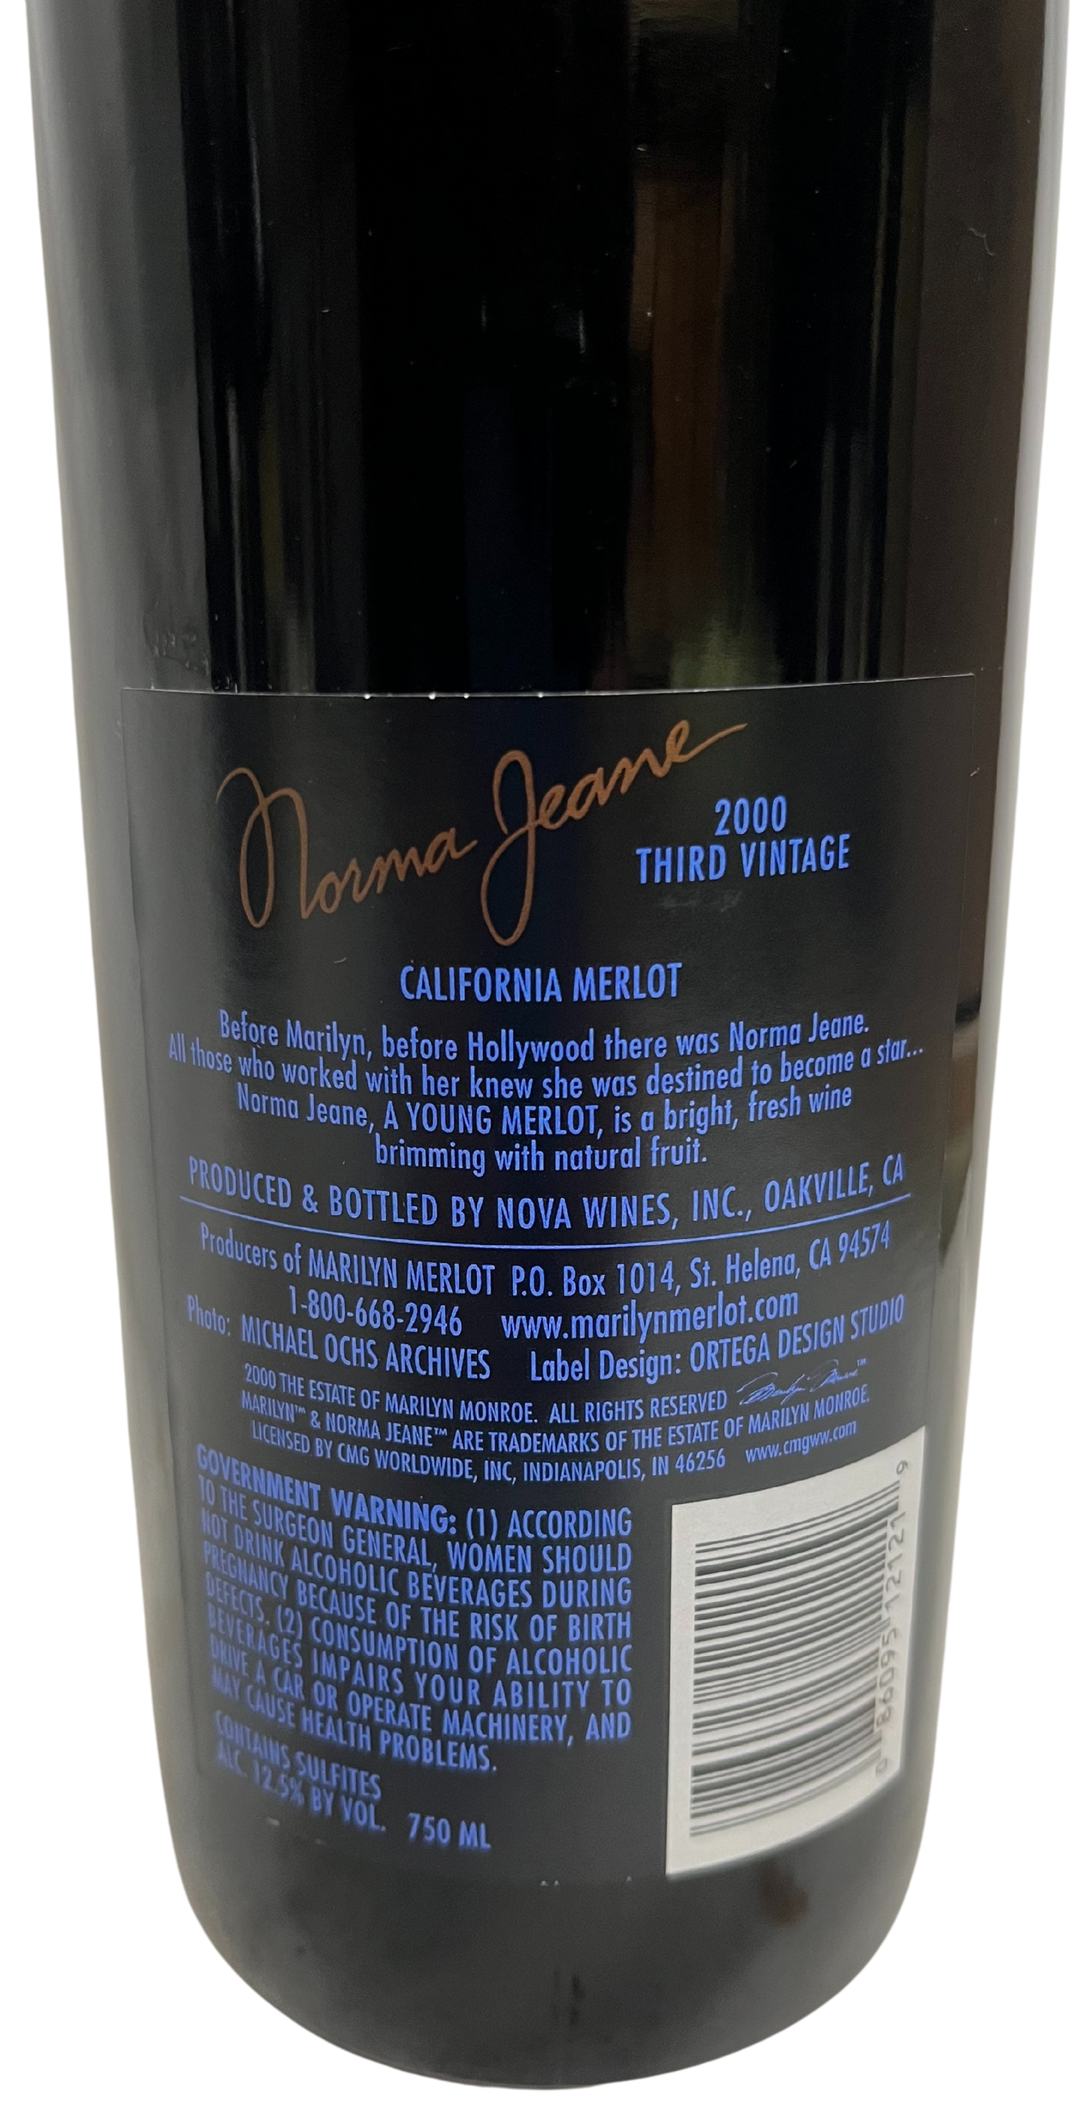 Norma Jeane
2000
THIRD VINTAGE
CALIFORNIA MERLOT
Before Marilyn, before Hollywood there was Norma Jeane.
All those who worked with her knew she was destined to become a star...
Norma Jeane, A YOUNG MERLOT, is a bright, fresh wine
brimming with natural fruit.
PRODUCED & BOTTLED BY NOVA WINES, INC., OAKVILLE, CA
Producers of MARILYN MERLOT P.O. Box 1014, St. Helena, CA 94574
1-800-668-2946 www.marilynmerlot.com
Photo: MICHAEL OCHS ARCHIVES Label Design: ORTEGA DESIGN STUDIO
2000 THE ESTATE OF MARILYN MONROE. ALL RIGHTS RESERVED Marilyn Monroe™
MARILYN™ & NORMA JEANE™ ARE TRADEMARKS OF THE ESTATE OF MARILYN MONROE.
LICENSED BY CMG WORLDWIDE, INC, INDIANAPOLIS, IN 46256 www.cmgww.com
GOVERNMENT WARNING: (1) ACCORDING
TO THE SURGEON GENERAL, WOMEN SHOULD
NOT DRINK ALCOHOLIC BEVERAGES DURING
PREGNANCY BECAUSE OF THE RISK OF BIRTH
DEFECTS. (2) CONSUMPTION OF ALCOHOLIC
BEVERAGES IMPAIRS YOUR ABILITY TO
DRIVE A CAR OR OPERATE MACHINERY, AND
MAY CAUSE HEALTH PROBLEMS.
CONTAINS SULFITES
ALC. 12.5% BY VOL. 750 ML
0 86095 12121 9